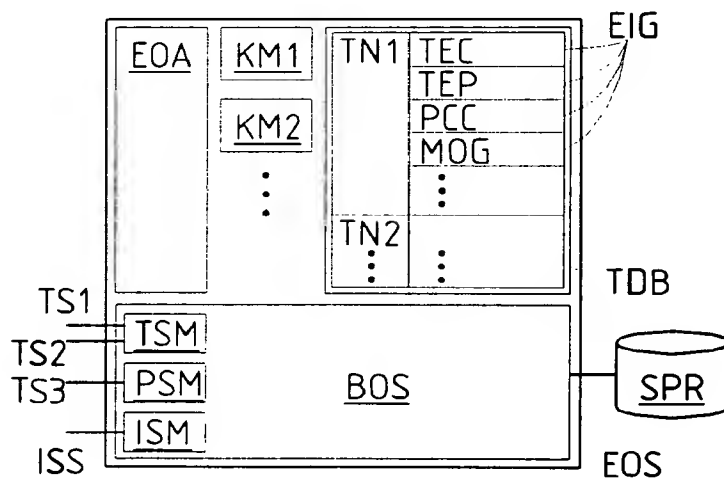 EOA
KM1
KM2
TN1
TEC
TEP
PCC
MOG
TN2
EIG
TDB
TS1
TS2
TS3
ISS
TSM
PSM
ISM
BOS
SPR
EOS